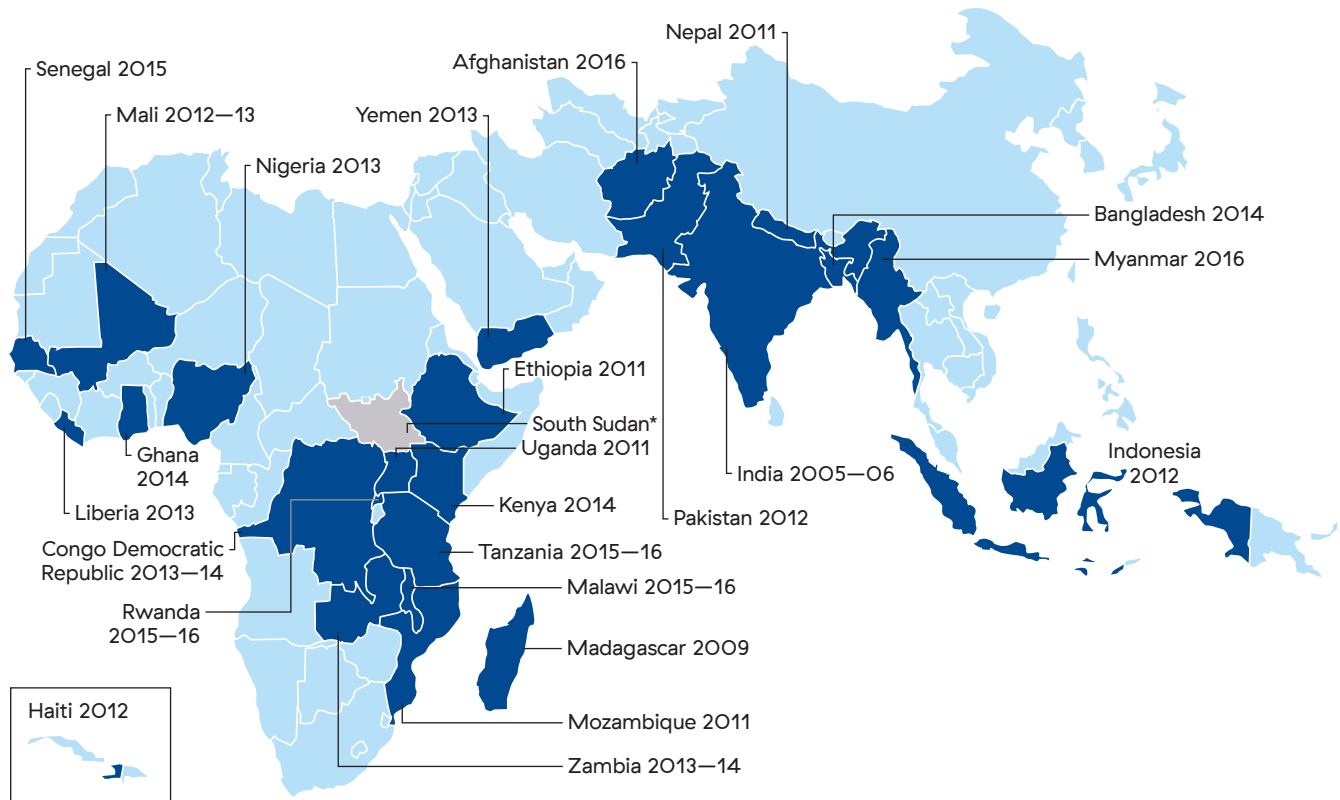 Nepal 2011
Afghanistan 2016
Senegal 2015
Mali 2012–13
Yemen 2013
Nigeria 2013
Bangladesh 2014
Myanmar 2016
Ethiopia 2011
South Sudan*
Uganda 2011
Ghana
2014
Indonesia
2012
India 2005–06
Kenya 2014
Liberia 2013
Pakistan 2012
Congo Democratic
Republic 2013–14
Tanzania 2015–16
Malawi 2015–16
Rwanda
2015–16
Madagascar 2009
Haiti 2012
Mozambique 2011
Zambia 2013–14